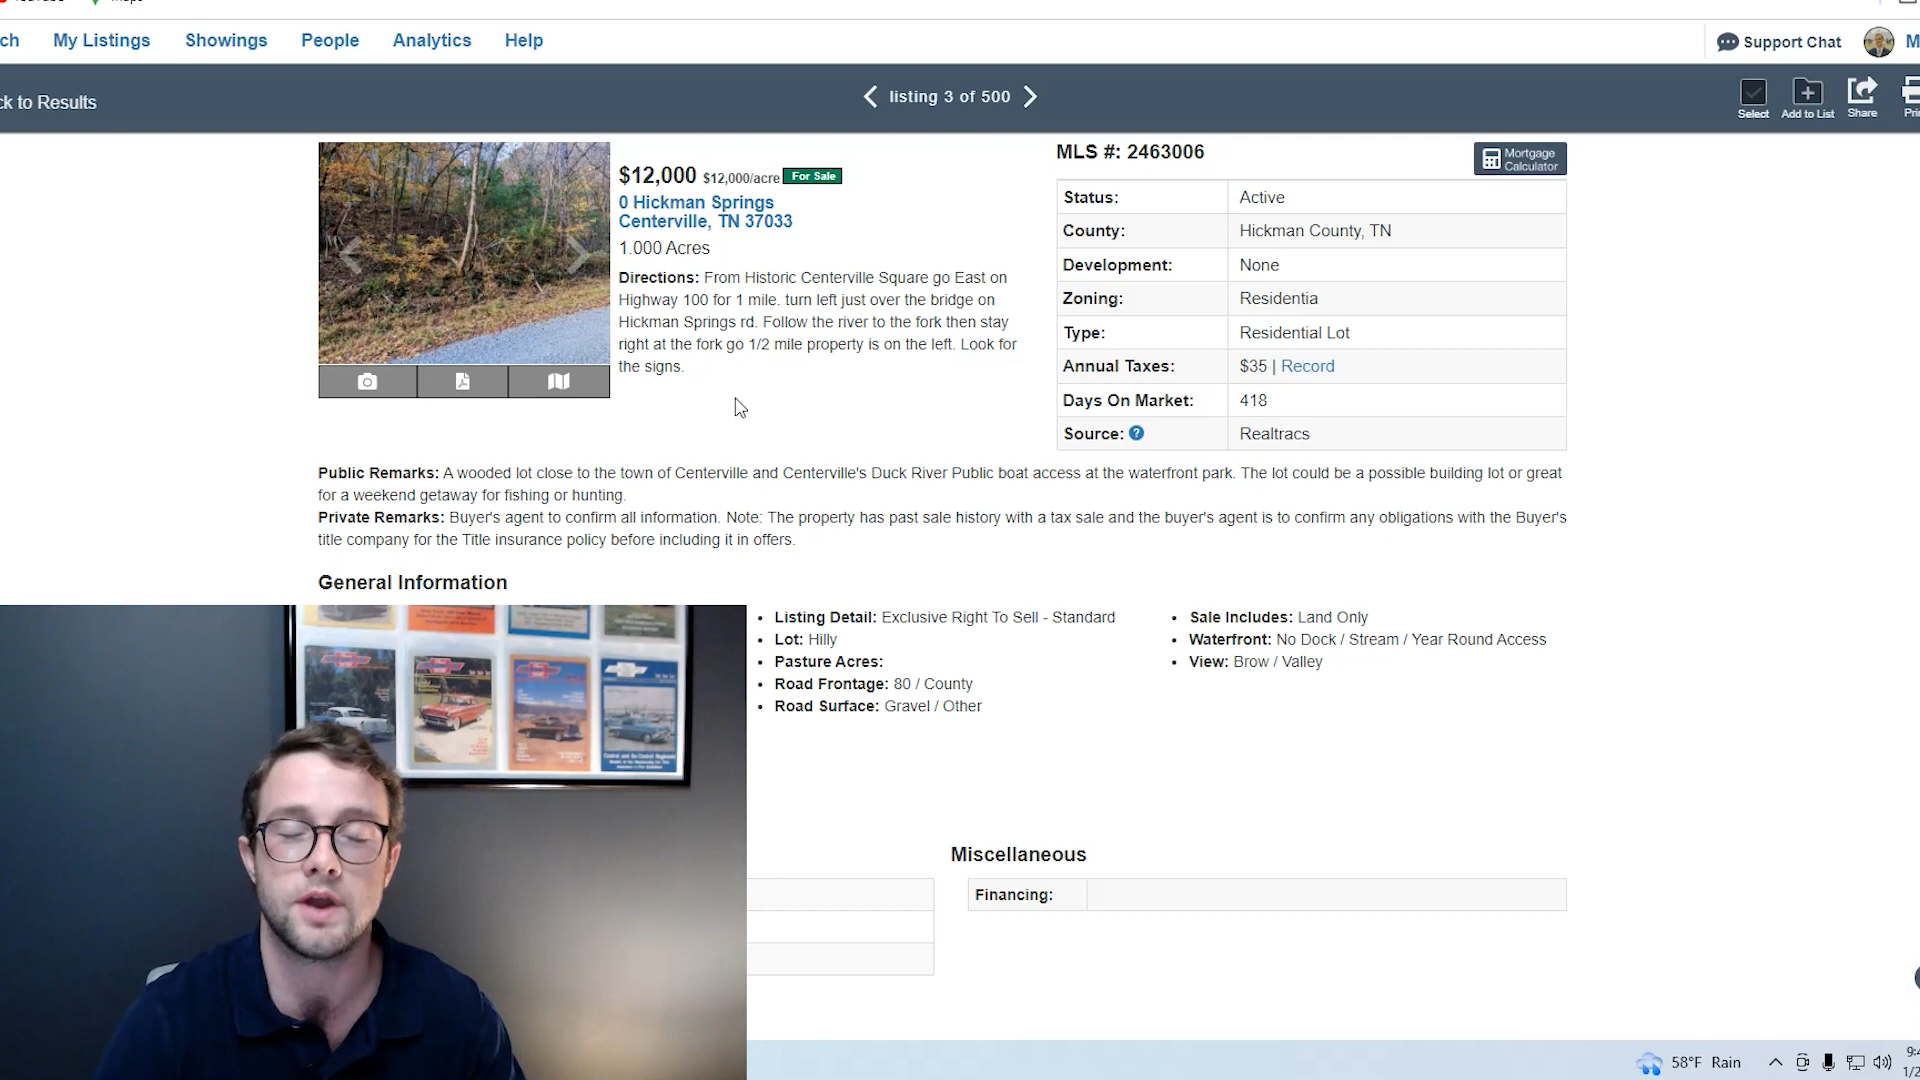 ch My Listings Showings People Analytics Help Support Chat M
ck to Results listing 3 of 500 Select Add to List Share Prin
$12,000 $12,000/acre For Sale
0 Hickman Springs
Centerville, TN 37033
1.000 Acres
Directions: From Historic Centerville Square go East on
Highway 100 for 1 mile. turn left just over the bridge on
Hickman Springs rd. Follow the river to the fork then stay
right at the fork go 1/2 mile property is on the left. Look for
the signs.
MLS #: 2463006
Mortgage
Calculator
Status: Active
County: Hickman County, TN
Development: None
Zoning: Residentia
Type: Residential Lot
Annual Taxes: $35 | Record
Days On Market: 418
Source: ? Realtracs
Public Remarks: A wooded lot close to the town of Centerville and Centerville's Duck River Public boat access at the waterfront park. The lot could be a possible building lot or great
for a weekend getaway for fishing or hunting.
Private Remarks: Buyer's agent to confirm all information. Note: The property has past sale history with a tax sale and the buyer's agent is to confirm any obligations with the Buyer's
title company for the Title insurance policy before including it in offers.
General Information
Listing Detail: Exclusive Right To Sell - Standard
Lot: Hilly
Pasture Acres:
Road Frontage: 80 / County
Road Surface: Gravel / Other
Sale Includes: Land Only
Waterfront: No Dock / Stream / Year Round Access
View: Brow / Valley
Miscellaneous
Financing:
58°F Rain